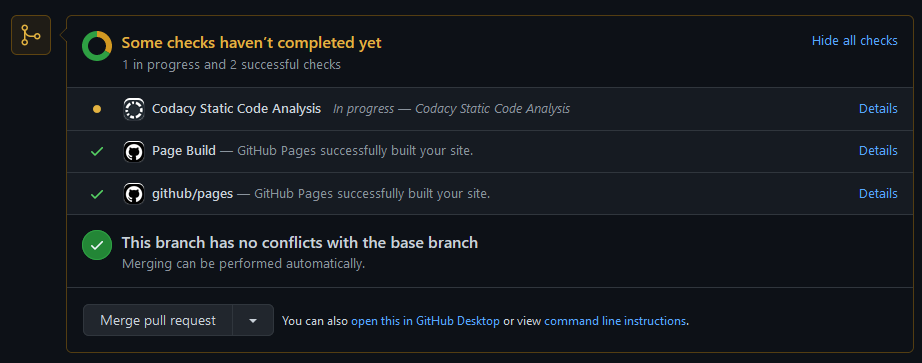 Some checks haven't completed yet
Hide all checks
1 in progress and 2 successful checks
Codacy Static Code Analysis In progress — Codacy Static Code Analysis Details
Page Build — GitHub Pages successfully built your site. Details
github/pages — GitHub Pages successfully built your site. Details
This branch has no conflicts with the base branch
Merging can be performed automatically.
Merge pull request You can also open this in GitHub Desktop or view command line instructions.